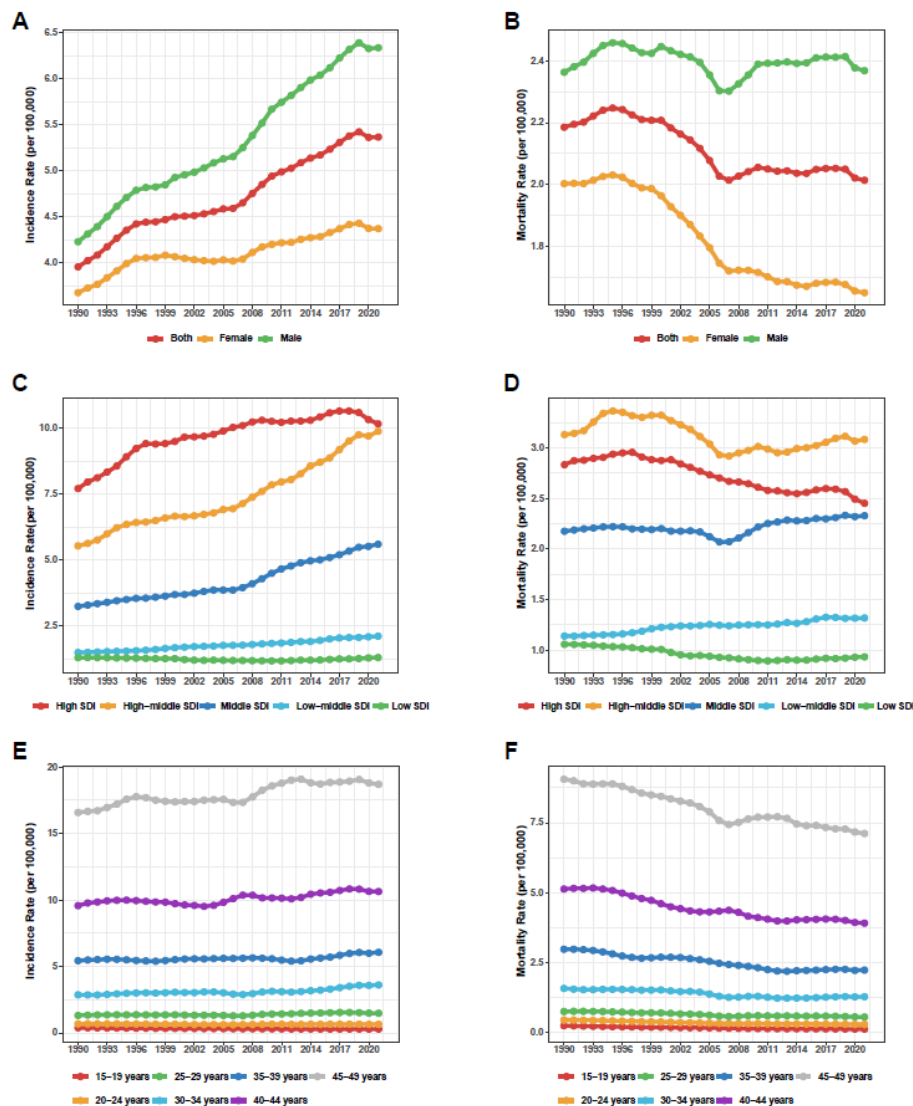 A
Incidence Rate (per 100,000)
6.5
6.0
5.5
5.0
4.5
4.0
1990 1993 1996 1999 2002 2005 2008 2011 2014 2017 2020
Both Female Male
B
Mortality Rate (per 100,000)
2.4
2.2
2.0
1.8
1990 1993 1996 1999 2002 2005 2008 2011 2014 2017 2020
Both Female Male
C
Incidence Rate(per 100,000)
10.0
7.5
5.0
2.5
1990 1993 1996 1999 2002 2005 2008 2011 2014 2017 2020
High SDI High-middle SDI Middle SDI Low-middle SDI Low SDI
D
Mortality Rate (per 100,000)
3.0
2.5
2.0
1.5
1.0
1990 1993 1996 1999 2002 2005 2008 2011 2014 2017 2020
High SDI High-middle SDI Middle SDI Low-middle SDI Low SDI
E
Incidence Rate (per 100,000)
20
15
10
5
0
1990 1993 1996 1999 2002 2005 2008 2011 2014 2017 2020
15-19 years 25-29 years 35-39 years 45-49 years
20-24 years 30-34 years 40-44 years
F
Mortality Rate (per 100,000)
7.5
5.0
2.5
0.0
1990 1993 1996 1999 2002 2005 2008 2011 2014 2017 2020
15-19 years 25-29 years 35-39 years 45-49 years
20-24 years 30-34 years 40-44 years